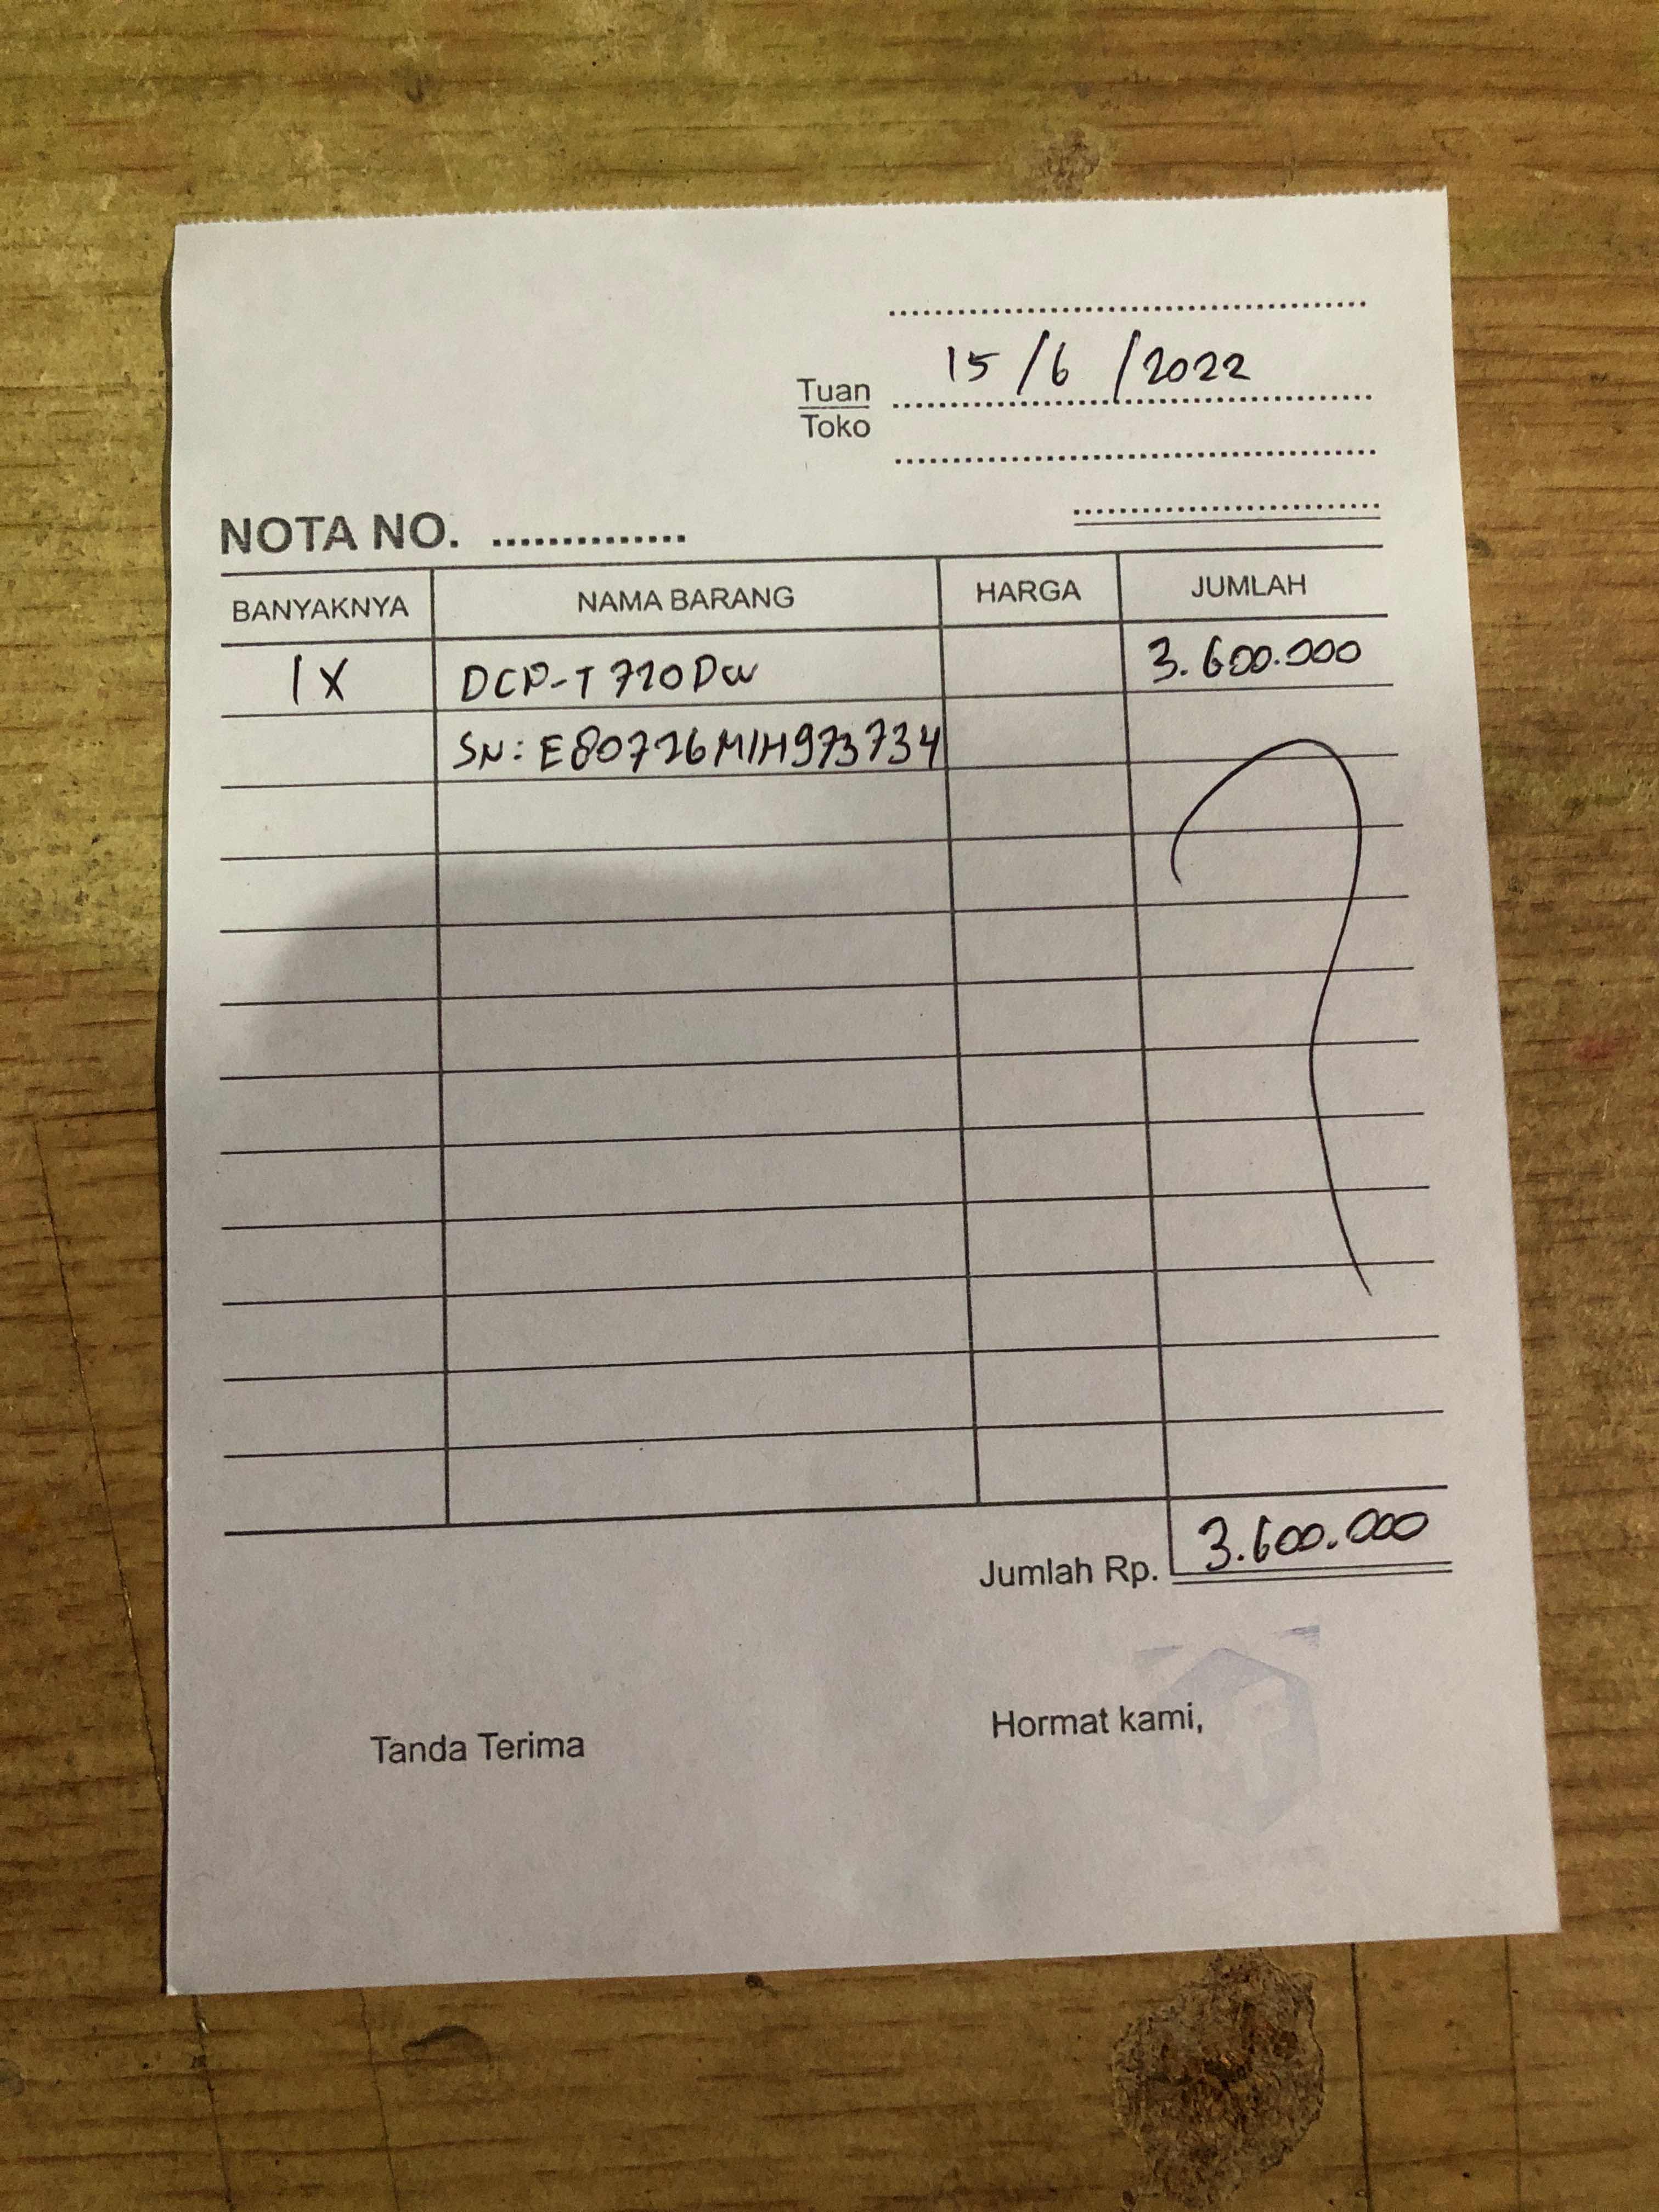 15/6/2022
Tuan
Toko
NOTA NO. ..............
BANYAKNYA NAMA BARANG HARGA JUMLAH
1X DCP-T720DW 3.600.000
SN: E80726M1H973734
Jumlah Rp. 3.600.000
Tanda Terima Hormat kami,